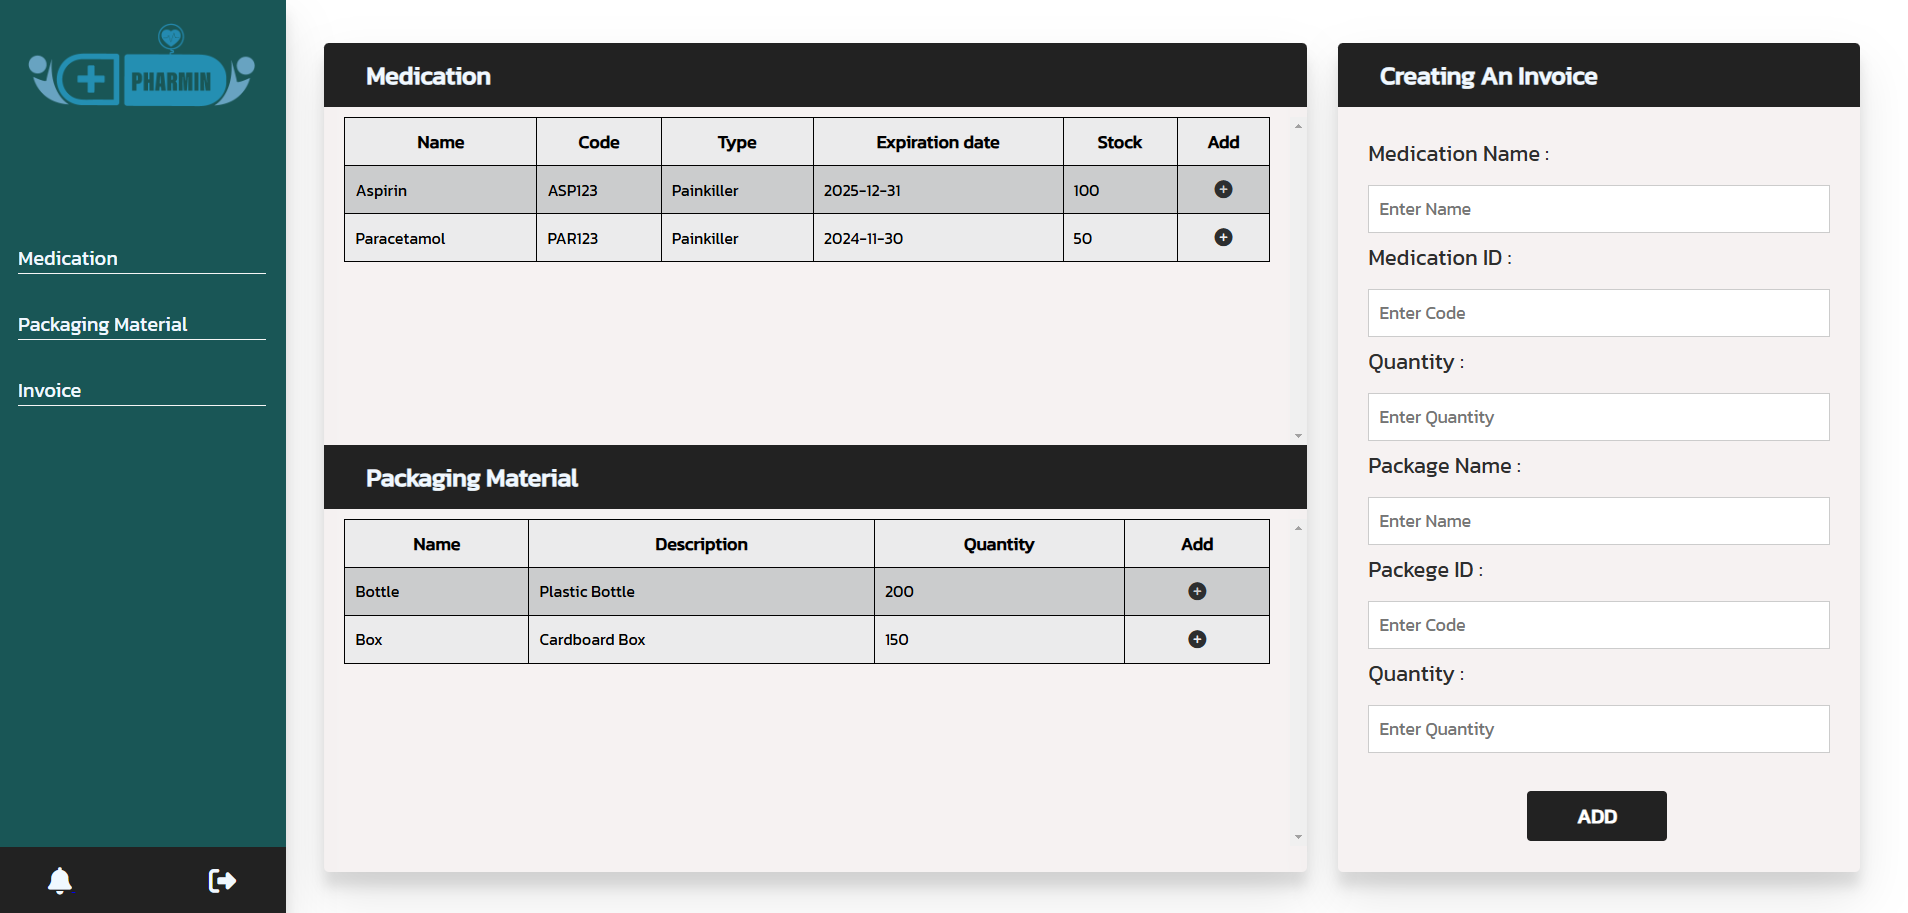 PHARMIN
Medication
Packaging Material
Invoice
Medication
Name Code Type Expiration date Stock Add
Aspirin ASP123 Painkiller 2025-12-31 100
Paracetamol PAR123 Painkiller 2024-11-30 50
Packaging Material
Name Description Quantity Add
Bottle Plastic Bottle 200
Box Cardboard Box 150
Creating An Invoice
Medication Name :
Enter Name
Medication ID :
Enter Code
Quantity :
Enter Quantity
Package Name :
Enter Name
Packege ID :
Enter Code
Quantity :
Enter Quantity
ADD